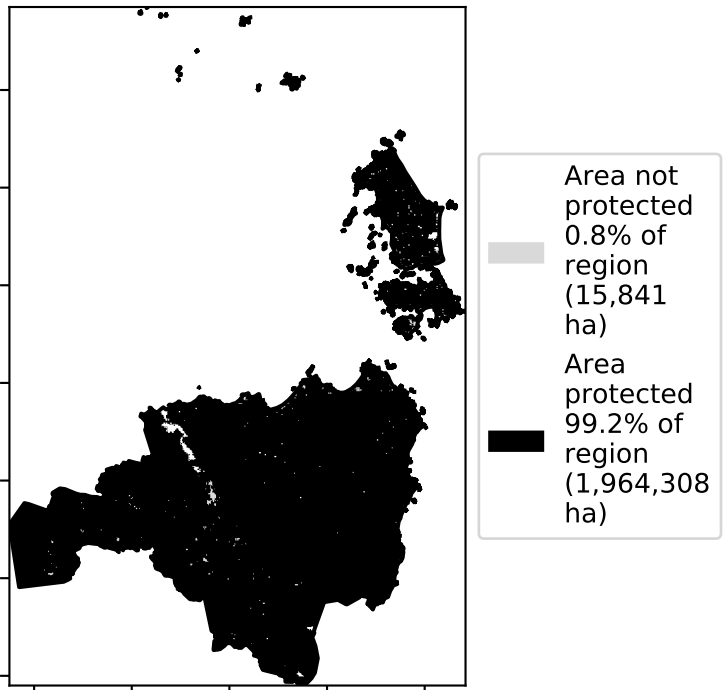 Area not
protected
0.8% of
region
(15,841
ha)
Area
protected
99.2% of
region
(1,964,308
ha)